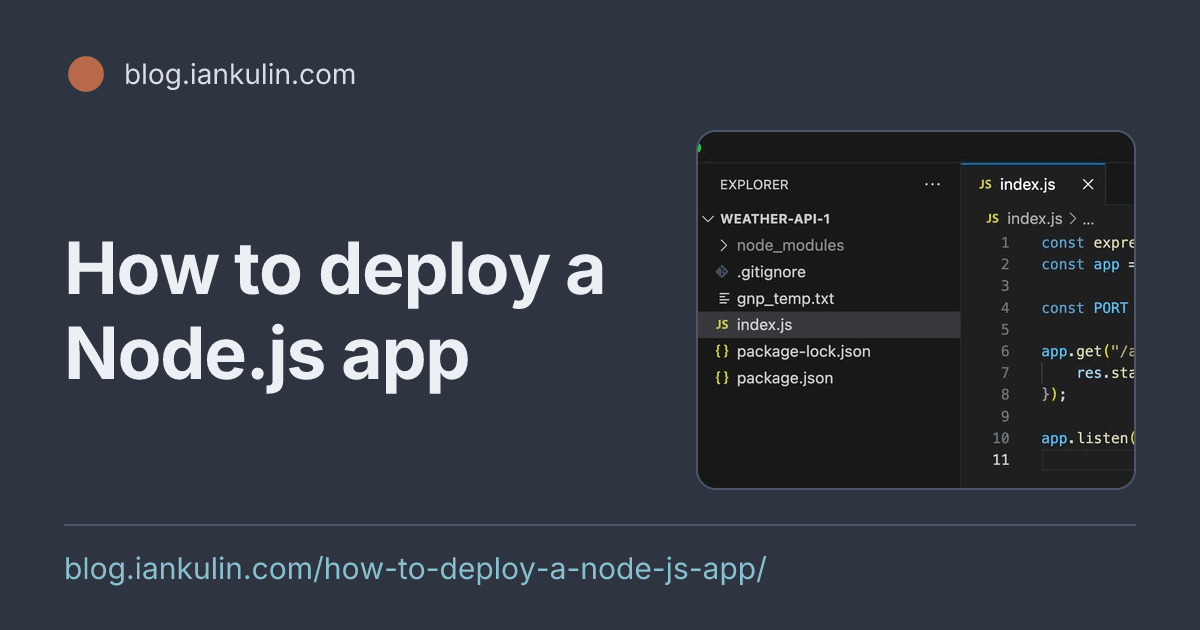 blog.iankulin.com
How to deploy a
Node.js app
EXPLORER ...
WEATHER-API-1
node_modules
.gitignore
gnp_temp.txt
JS index.js
{} package-lock.json
{} package.json
JS index.js ×
JS index.js > ...
1 const expre
2 const app =
3
4 const PORT
5
6 app.get("/a
7 res.sta
8 });
9
10 app.listen(
11
blog.iankulin.com/how-to-deploy-a-node-js-app/